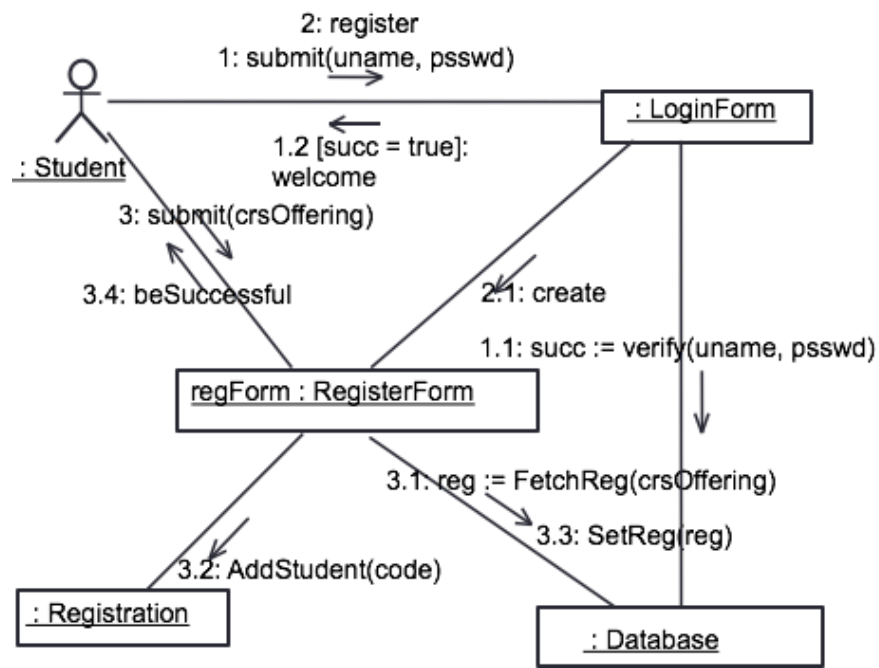 2: register
1: submit(uname, psswd)
: LoginForm
1.2 [succ = true]:
welcome
: Student
3: submit(crsOffering)
3.4: beSuccessful
2.1: create
1.1: succ := verify(uname, psswd)
regForm : RegisterForm
3.1: reg := FetchReg(crsOffering)
3.3: SetReg(reg)
3.2: AddStudent(code)
: Registration
: Database